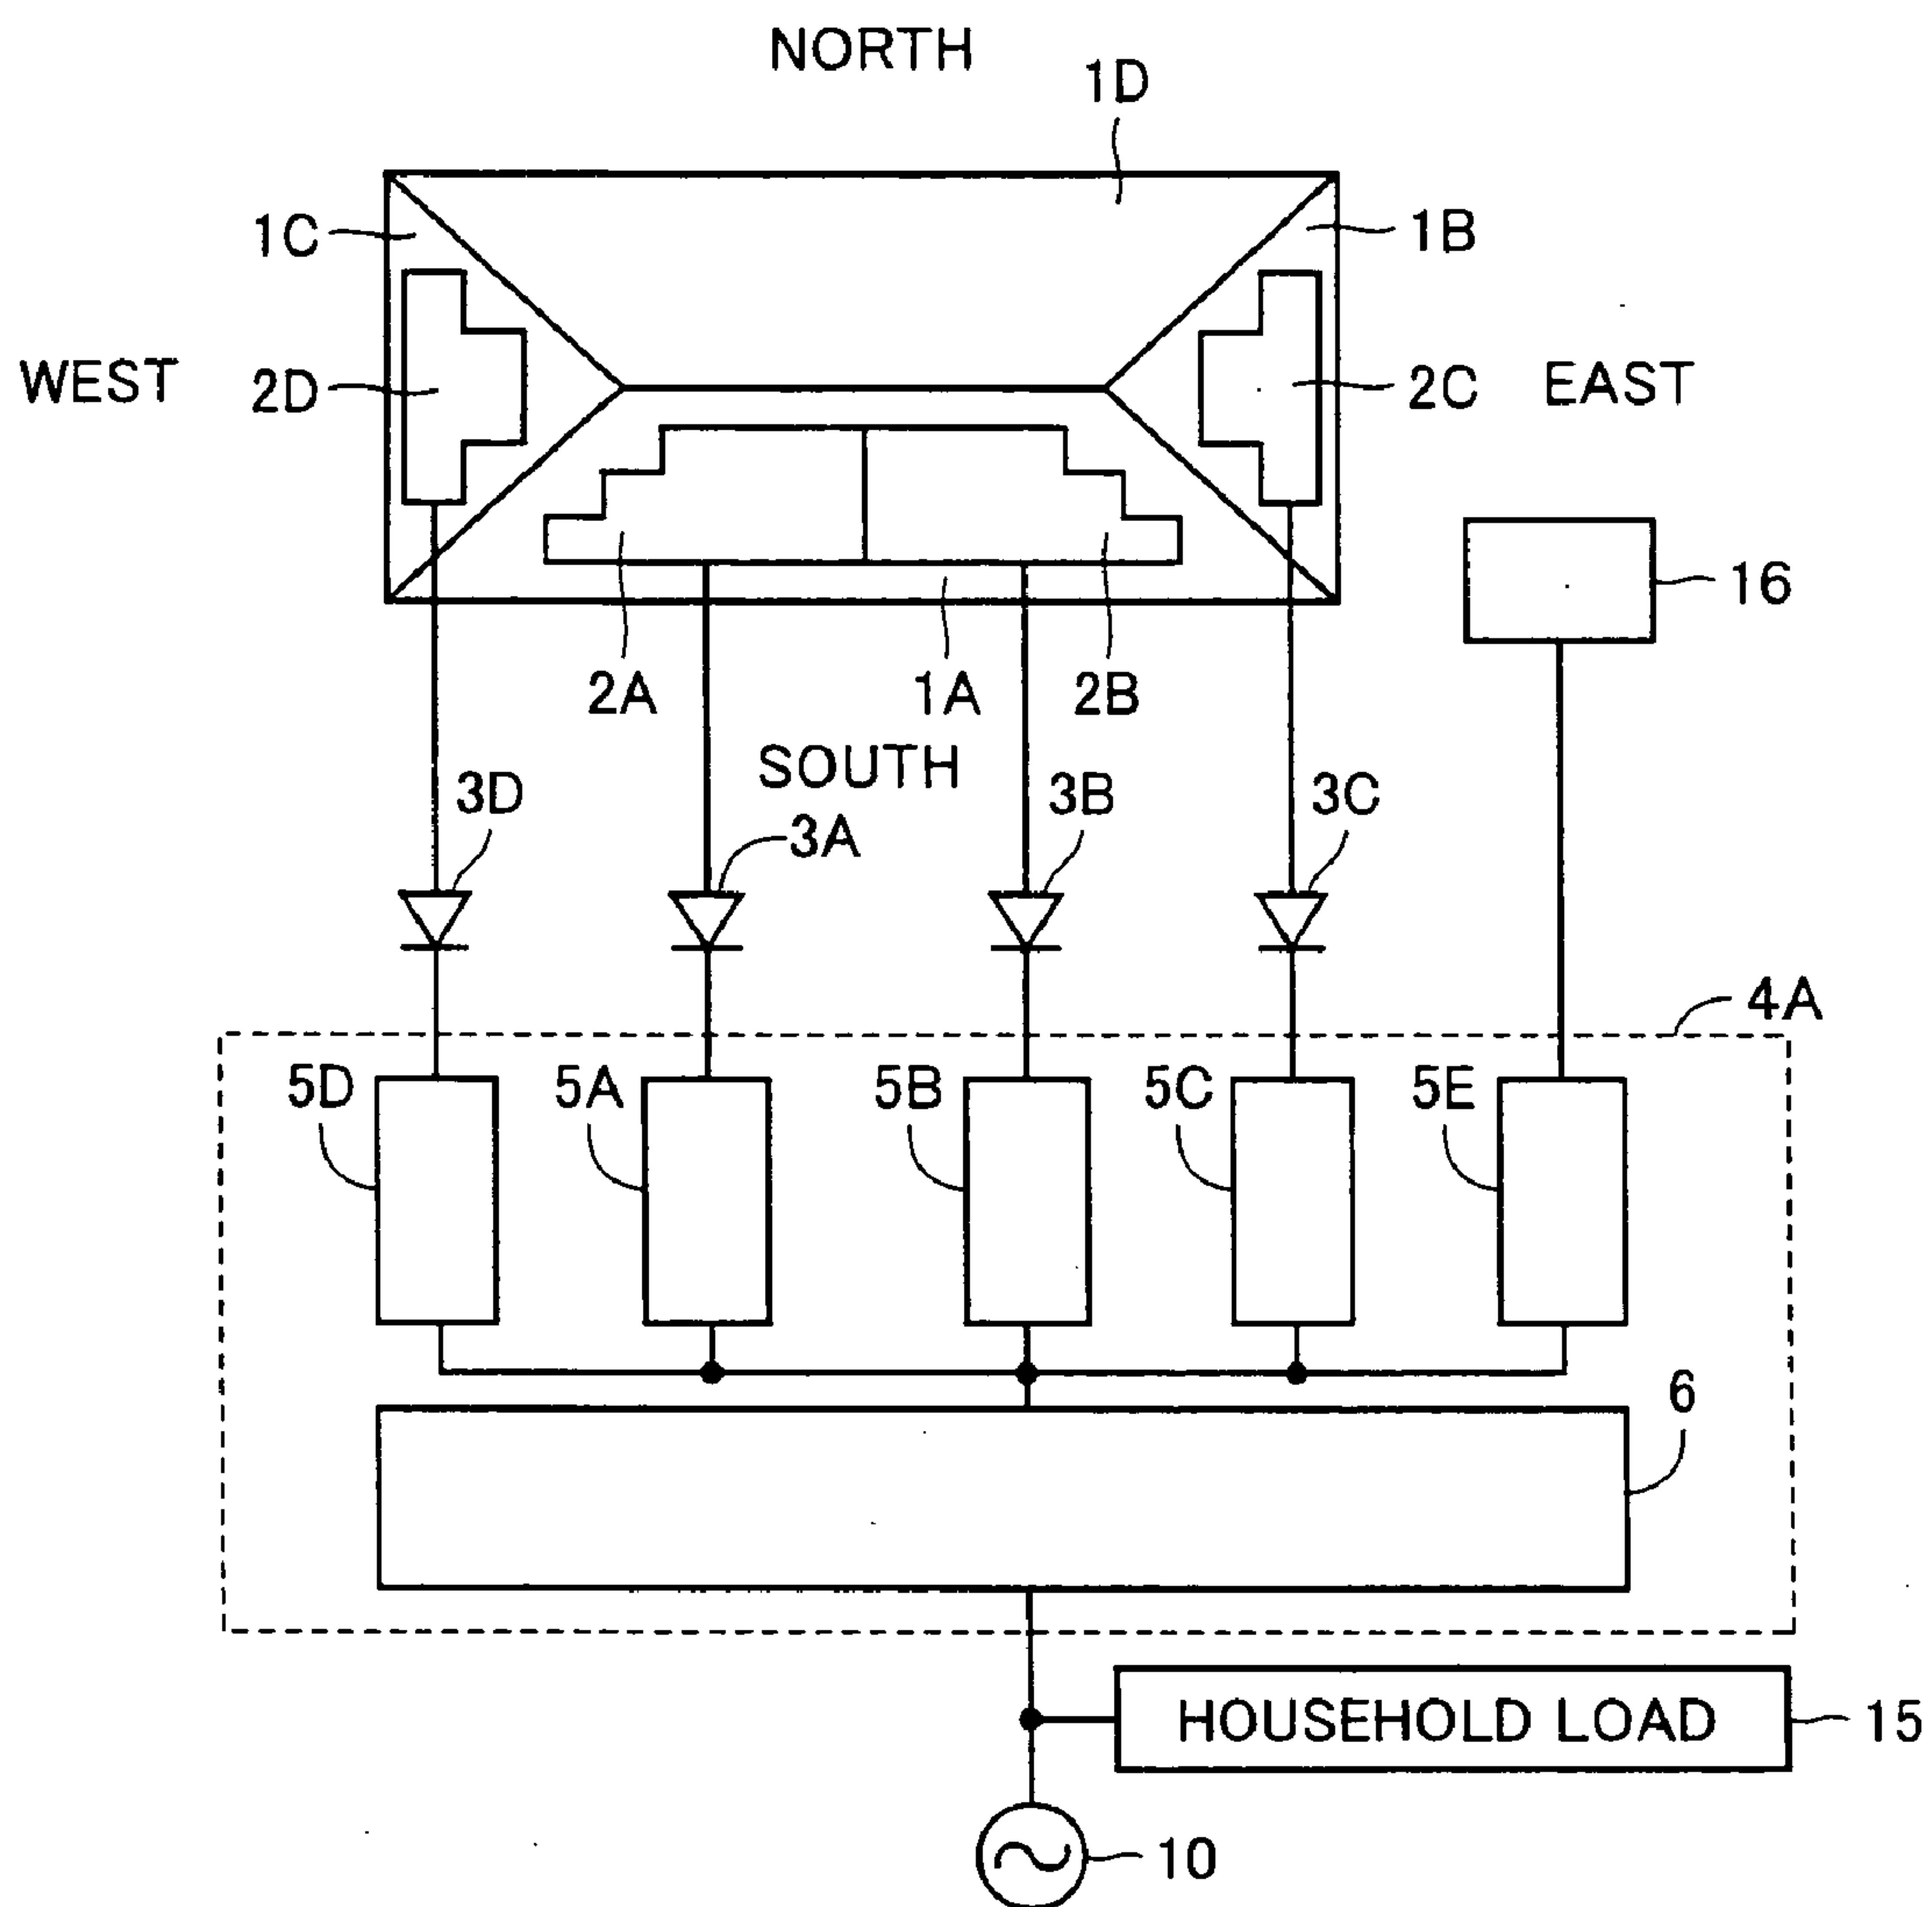 NORTH
1D
1C
1B
WEST
2D
2C
EAST
16
2A
1A
2B
SOUTH
3D
3A
3B
3C
4A
5D
5A
5B
5C
5E
6
HOUSEHOLD LOAD
15
10